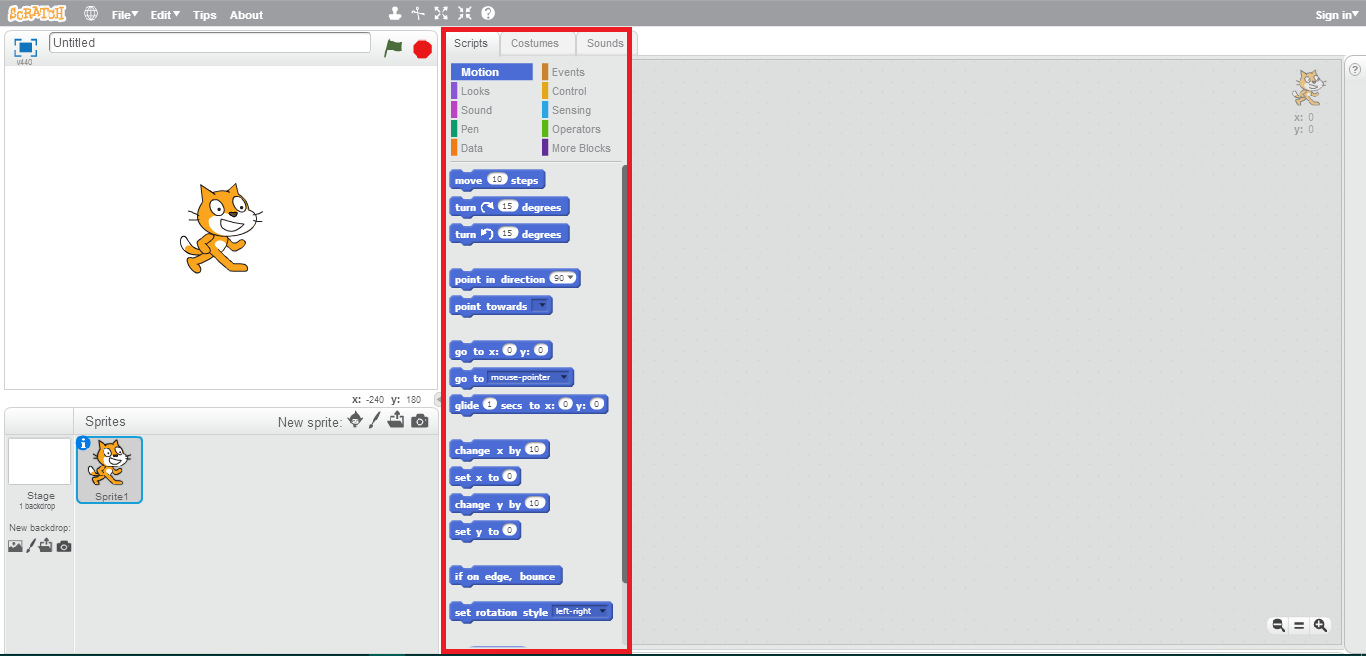 SCRATCH File Edit Tips About Sign in
v440 Untitled
Scripts Costumes Sounds
Motion Events
Looks Control
Sound Sensing
Pen Operators
Data More Blocks
move 10 steps
turn 15 degrees
turn 15 degrees
point in direction 90
point towards
go to x: 0 y: 0
go to mouse-pointer
glide 1 secs to x: 0 y: 0
change x by 10
set x to 0
change y by 10
set y to 0
if on edge, bounce
set rotation style left-right
x: 0
y: 0
x: -240 y: 180
Sprites New sprite:
Sprite1
Stage
1 backdrop
New backdrop: